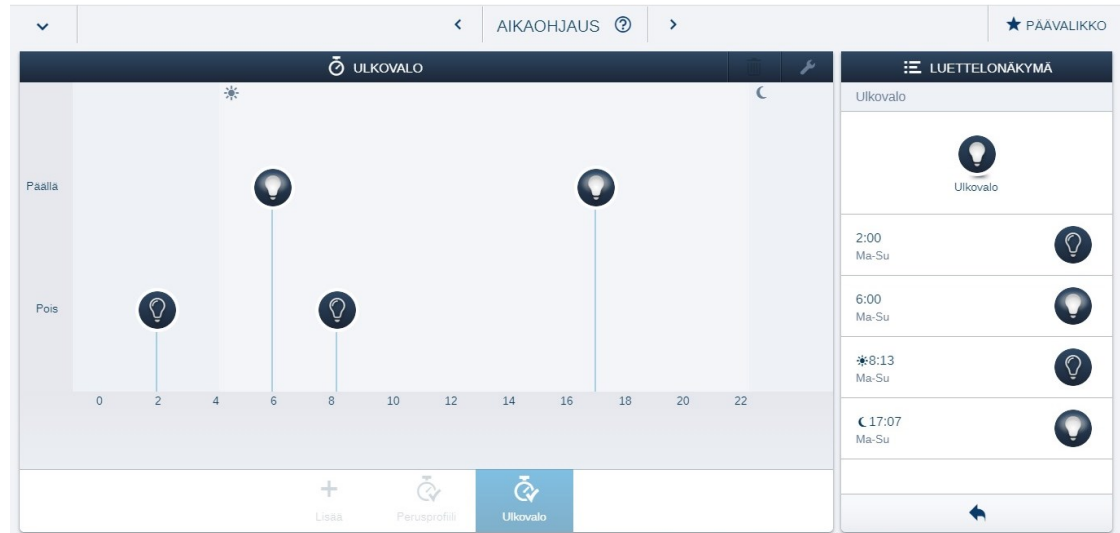 AIKAOHJAUS
PÄÄVALIKKO
ULKOVALO
Päällä
Pois
0 2 4 6 8 10 12 14 16 18 20 22
Lisää
Perusprofiili
Ulkovalo
LUETTELONÄKYMÄ
Ulkovalo
Ulkovalo
2:00
Ma-Su
6:00
Ma-Su
8:13
Ma-Su
17:07
Ma-Su